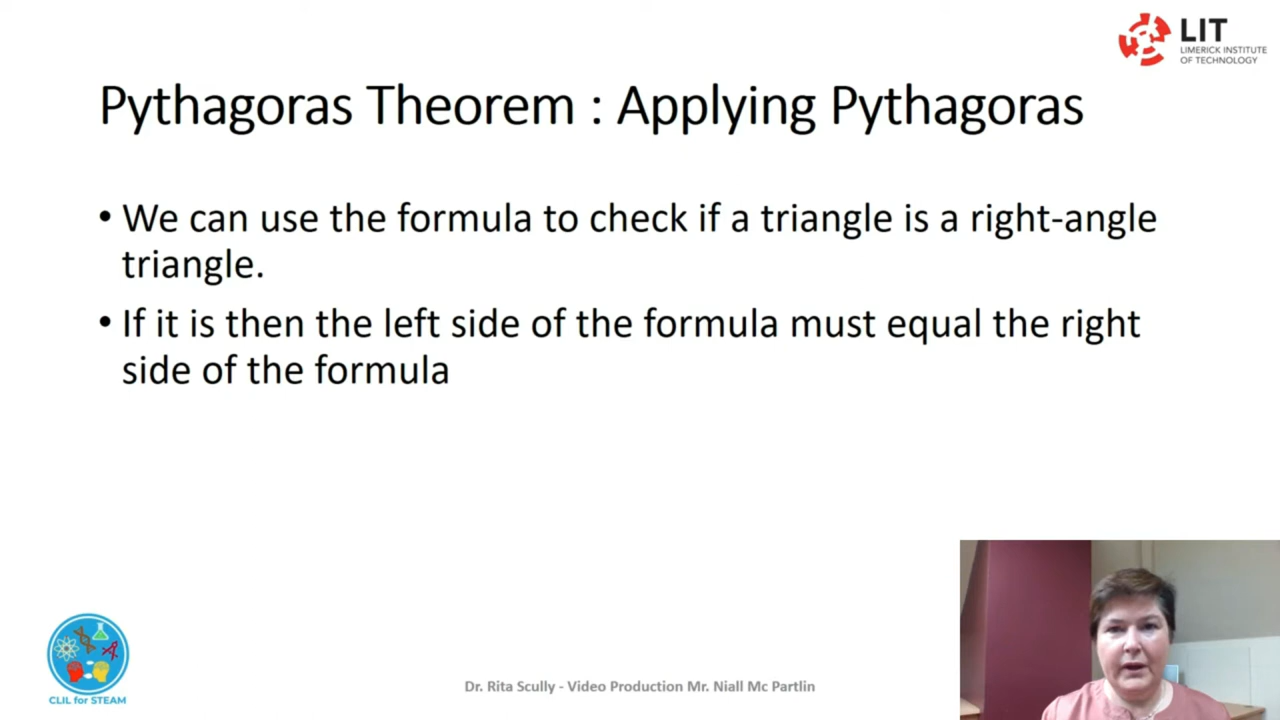 LIT
LIMERICK INSTITUTE
OF TECHNOLOGY
Pythagoras Theorem : Applying Pythagoras
• We can use the formula to check if a triangle is a right-angle
triangle.
• If it is then the left side of the formula must equal the right
side of the formula
CLIL for STEAM
Dr. Rita Scully - Video Production Mr. Niall Mc Partlin